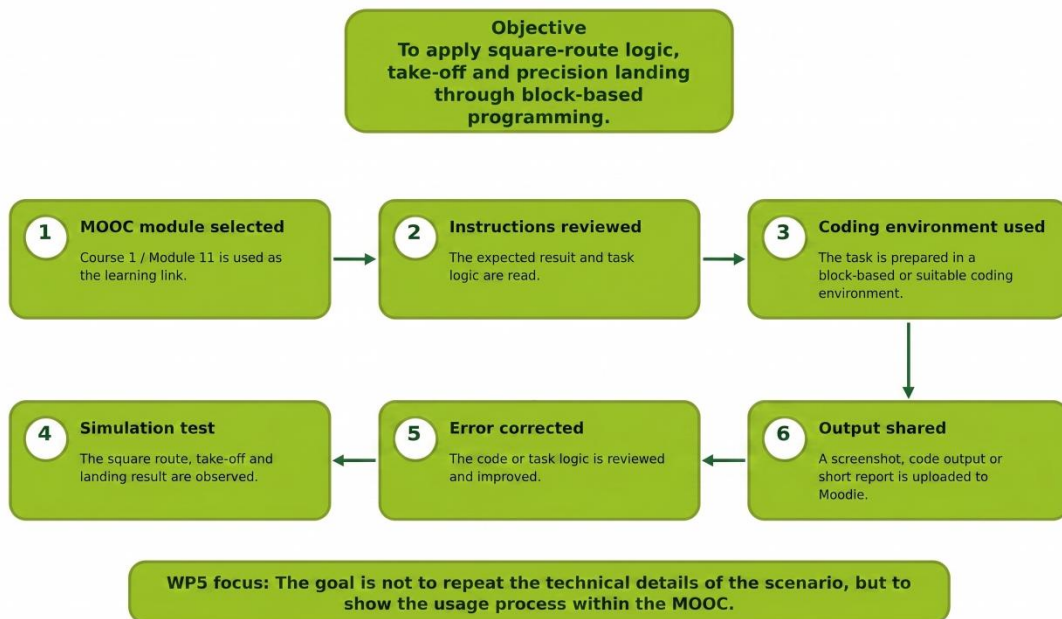 Objective
To apply square-route logic,
take-off and precision landing
through block-based
programming.
1
MOOC module selected
Course 1 / Module 11 is used as
the learning link.
2
Instructions reviewed
The expected resuit and task
logic are read.
3
Coding environment used
The task is prepared in a
block-based or suitable coding
environment.
4
Simulation test
The square route, take-off and
landing result are observed.
5
Error corrected
The code or task logic is reviewed
and improved.
6
Output shared
A screenshot, code output or
short report is uploaded to
Moodie.
WP5 focus: The goal is not to repeat the technical details of the scenario, but to
show the usage process within the MOOC.